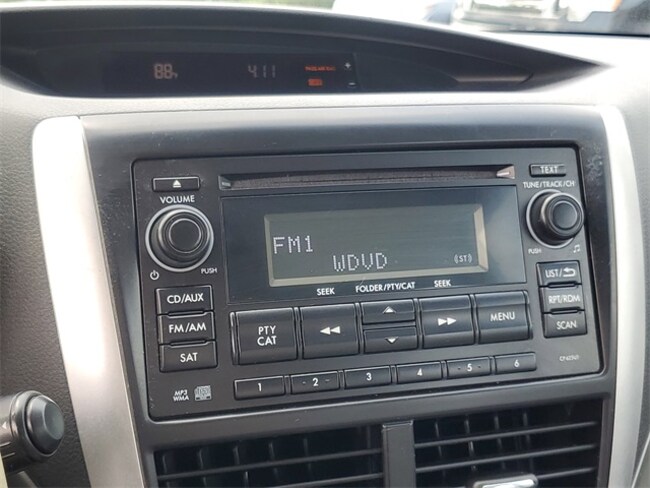 88°F 4:11
+
-
TEXT
VOLUME
TUNE/TRACK/CH
FM1
WDVD (ST)
PUSH
PUSH
SEEK FOLDER/PTY/CAT SEEK
CD/AUX
FM/AM
SAT
PTY
CAT
MENU
LIST/
RPT/RDM
SCAN
MP3
WMA
1 - 2 - 3 4 - 5 - 6